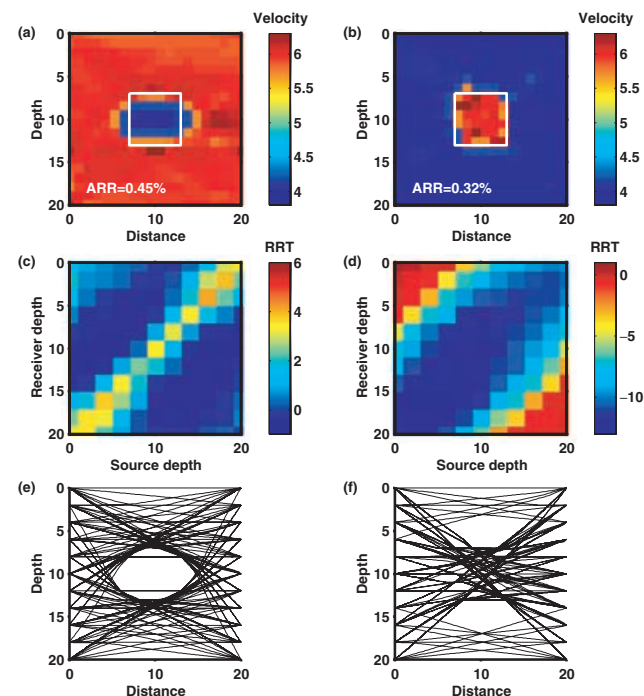 Velocity
Velocity
(a)
(b)
0
5
10
15
20
Depth
ARR=0.45%
0
10
20
Distance
6
5.5
5
4.5
4
0
5
10
15
20
Depth
ARR=0.32%
0
10
20
Distance
6
5.5
5
4.5
4
(c)
RRT
(d)
RRT
0
5
10
15
20
Receiver depth
0
10
20
Source depth
6
4
2
0
0
5
10
15
20
Receiver depth
0
10
20
Source depth
0
−5
−10
(e)
(f)
0
5
10
15
20
Depth
0
10
20
Distance
0
5
10
15
20
Depth
0
10
20
Distance